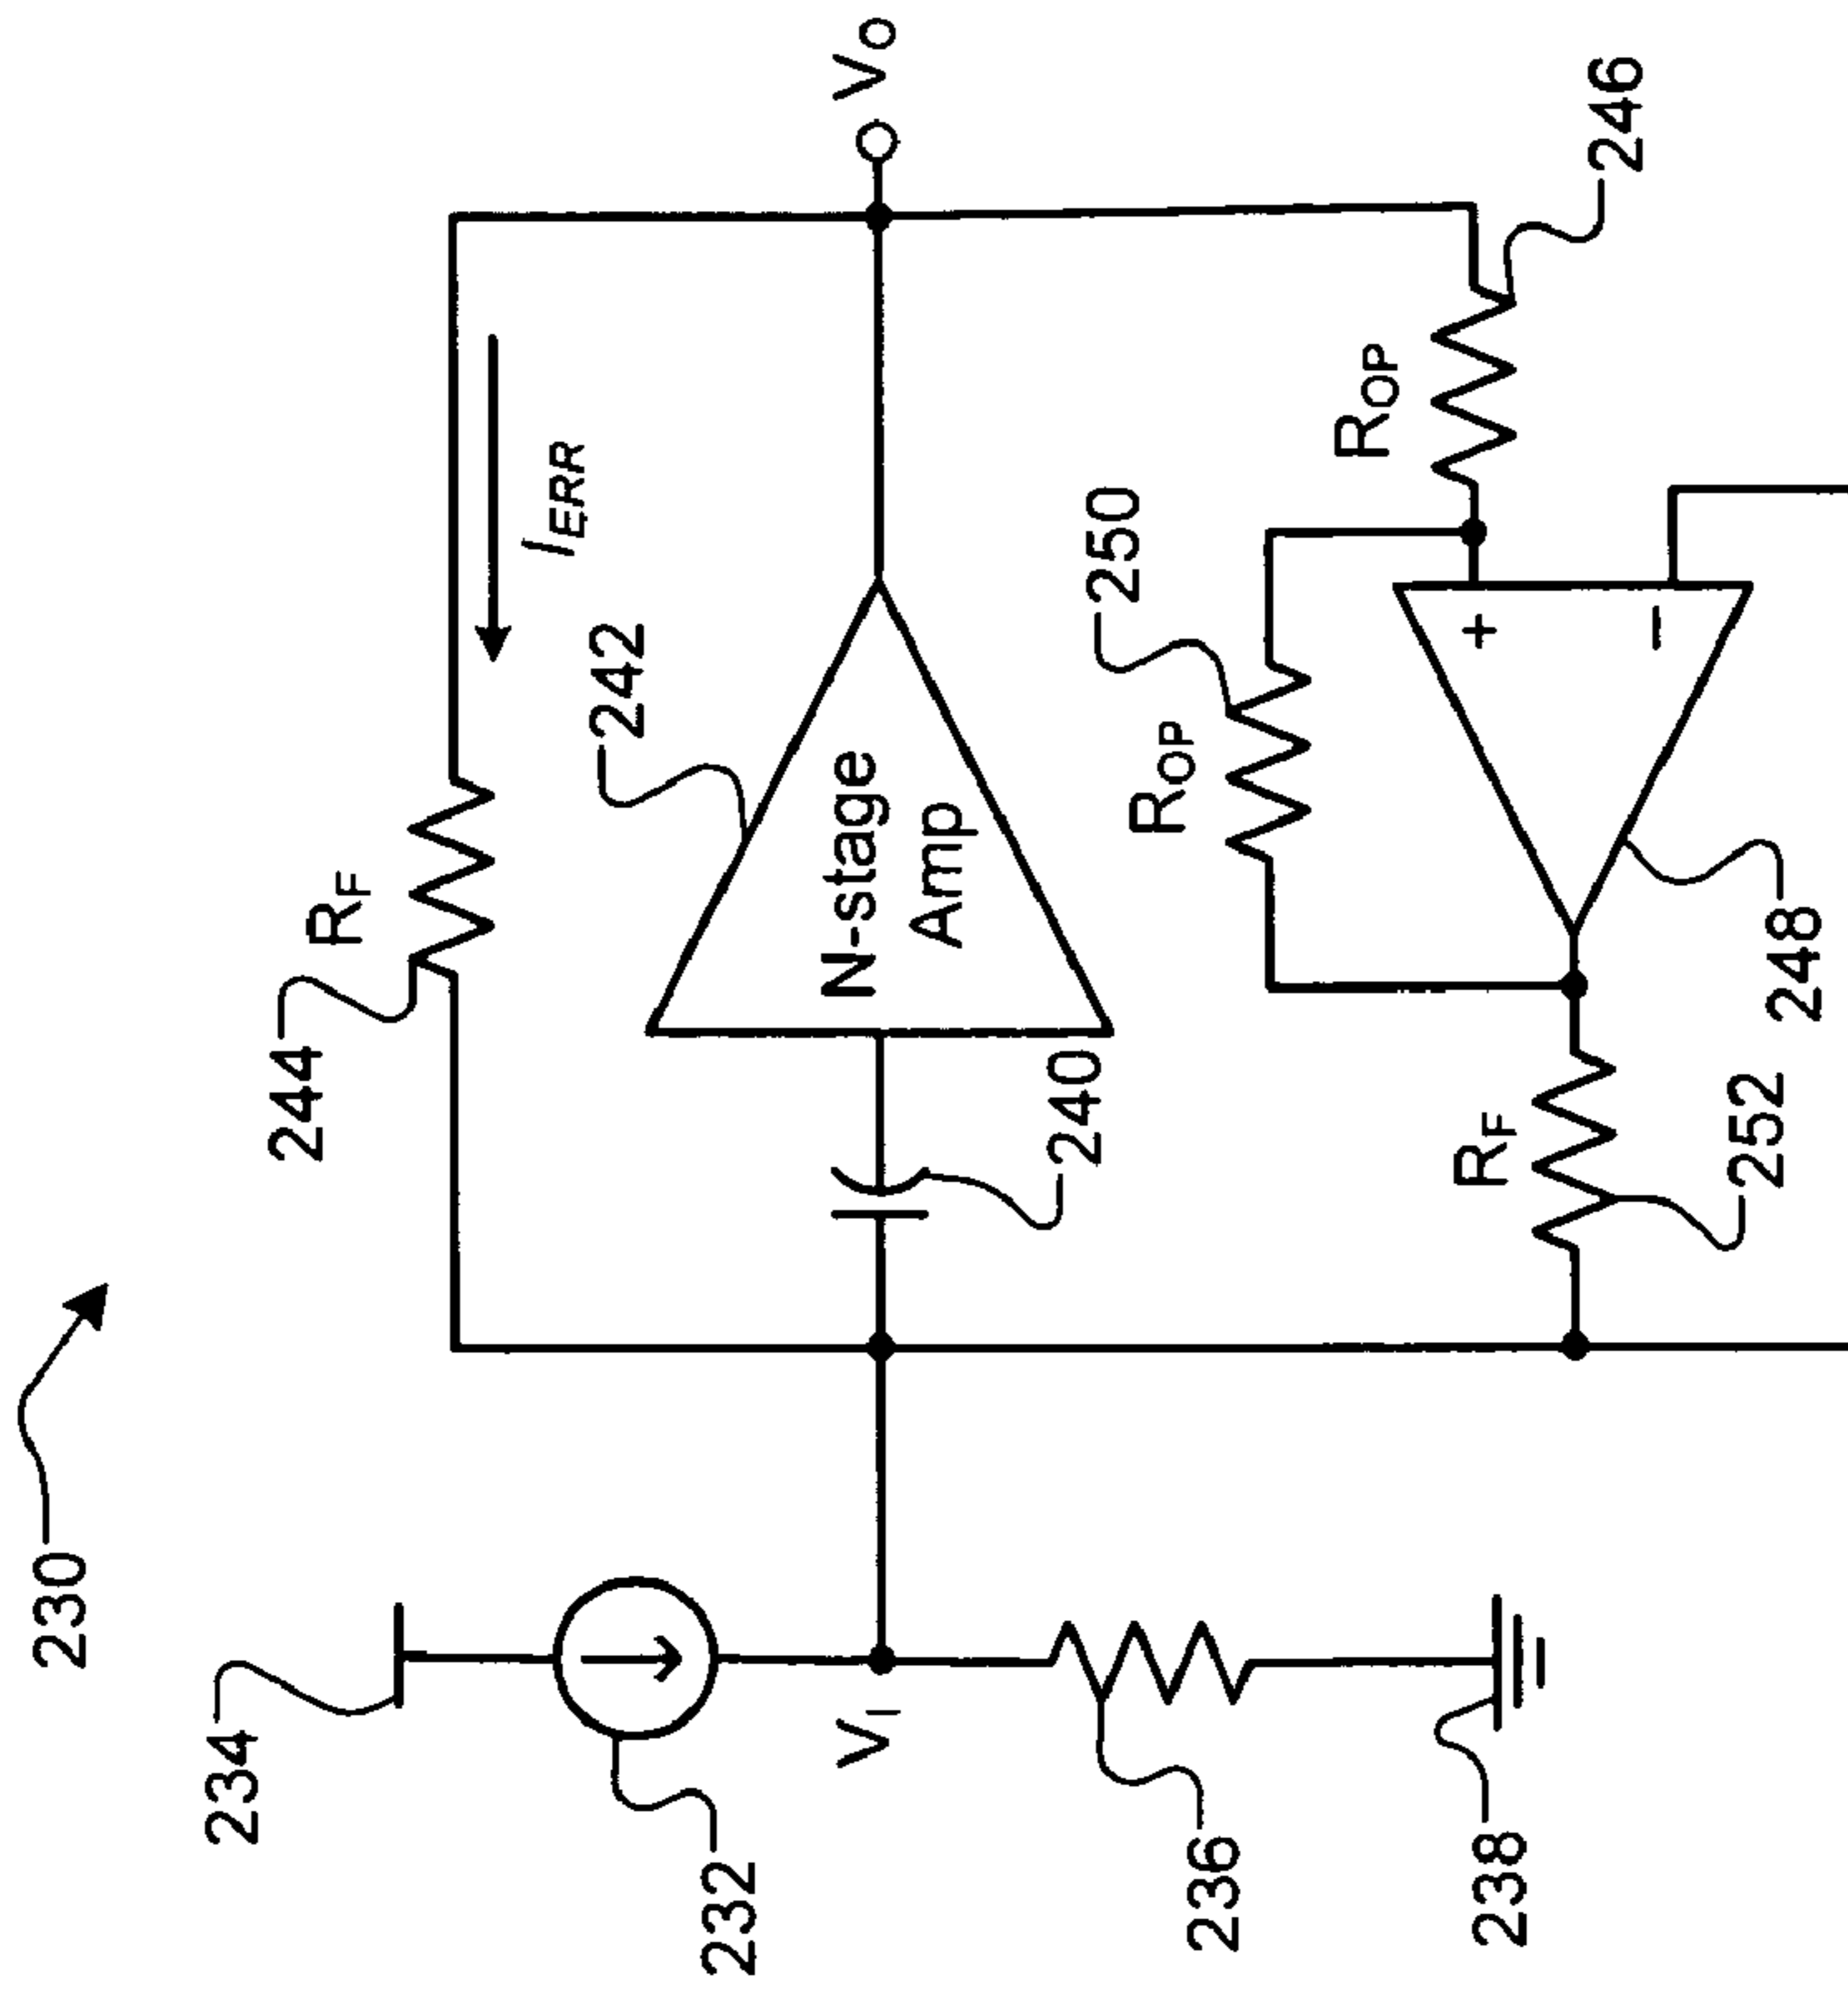 230
234
232
V_I
236
238
244
R_F
I_ERR
242
N-stage
Amp
240
V_O
250
R_OP
R_OP
246
+
−
248
R_F
252